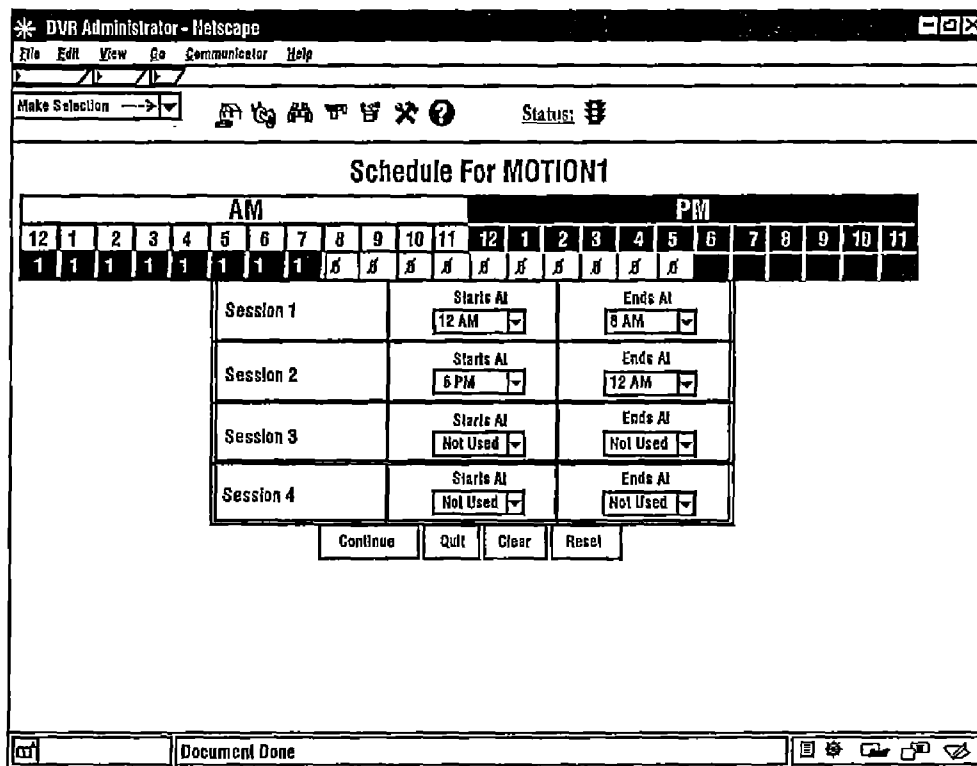 DVR Administrator - Netscape
File Edit View Go Communicator Help
Make Selection --->
Status:
Schedule For MOTION1
AM PM
12 1 2 3 4 5 6 7 8 9 10 11 12 1 2 3 4 5 6 7 8 9 10 11
1 1 1 1 1 1 1 1 ø ø ø ø ø ø ø ø ø ø
Session 1
Starts At
12 AM
Ends At
8 AM
Session 2
Starts At
6 PM
Ends At
12 AM
Session 3
Starts At
Not Used
Ends At
Not Used
Session 4
Starts At
Not Used
Ends At
Not Used
Continue Quit Clear Reset
Document Done